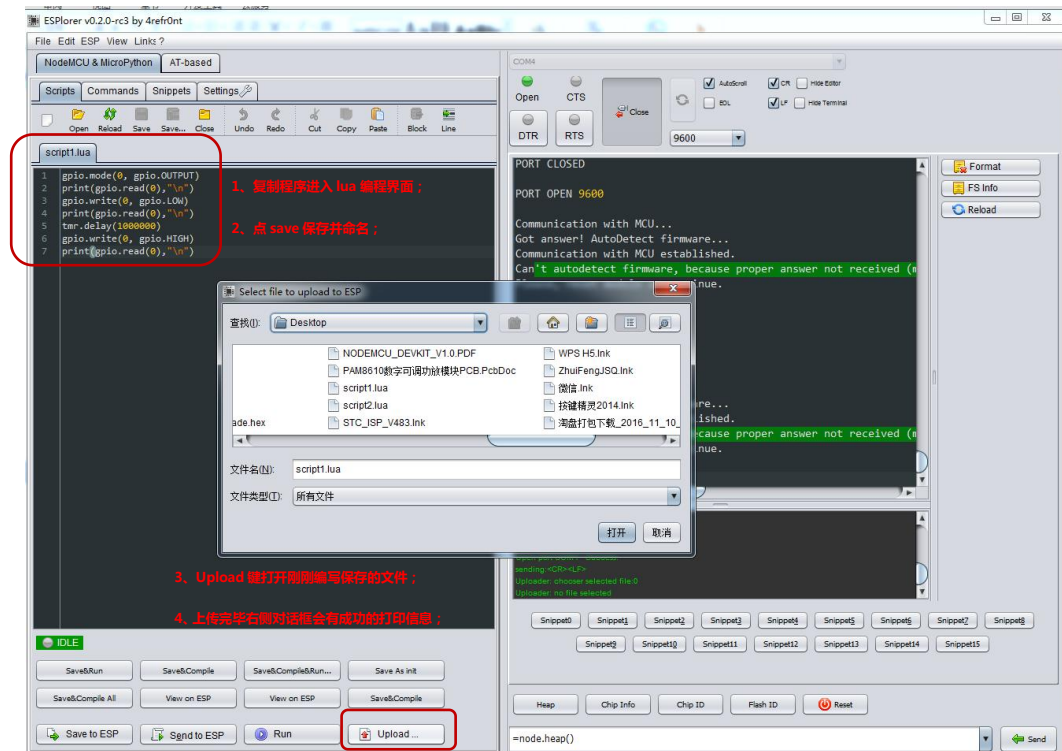 ESPlorer v0.2.0-rc3 by 4refr0nt
File Edit ESP View Links ?
NodeMCU & MicroPython AT-based
Scripts Commands Snippets Settings
Open Reload Save Save... Close Undo Redo Cut Copy Paste Block Line
script1.lua
1 gpio.mode(0, gpio.OUTPUT)
2 print(gpio.read(0),"\n")
3 gpio.write(0, gpio.LOW)
4 print(gpio.read(0),"\n")
5 tmr.delay(1000000)
6 gpio.write(0, gpio.HIGH)
7 print(gpio.read(0),"\n")
1、复制程序进入 lua 编程界面；
2、点 save 保存并命名；
COM4
Open CTS
DTR RTS
Close
AutoScroll CR Hide Editor
EOL LF Hide Terminal
9600
PORT CLOSED
PORT OPEN 9600
Communication with MCU...
Got answer! AutoDetect firmware...
Communication with MCU established.
Can't autodetect firmware, because proper answer not received (m
nue.
re...
ished.
cause proper answer not received (m
nue.
Format
FS Info
Reload
Select file to upload to ESP
查找(I): Desktop
NODEMCU_DEVKIT_V1.0.PDF WPS H5.lnk
PAM8610数字可调功放模块PCB.PcbDoc ZhuiFengJSQ.lnk
script1.lua 微信.lnk
script2.lua 按键精灵2014.lnk
ade.hex STC_ISP_V483.lnk 淘盘打包下载_2016_11_10_
文件名(N): script1.lua
文件类型(T): 所有文件
打开 取消
3、Upload 键打开刚刚编写保存的文件；
4、上传完毕右侧对话框会有成功的打印信息；
sending:<CR><LF>
Uploader: chooser selected file:0
Uploader: no file selected
Snippet0 Snippet1 Snippet2 Snippet3 Snippet4 Snippet5 Snippet6 Snippet7 Snippet8
Snippet9 Snippet10 Snippet11 Snippet12 Snippet13 Snippet14 Snippet15
IDLE
Save&Run Save&Compile Save&Compile&Run... Save As init
Save&Compile All View on ESP View on ESP Save&Compile
Save to ESP Send to ESP Run Upload ...
Heap Chip Info Chip ID Flash ID Reset
=node.heap() Send